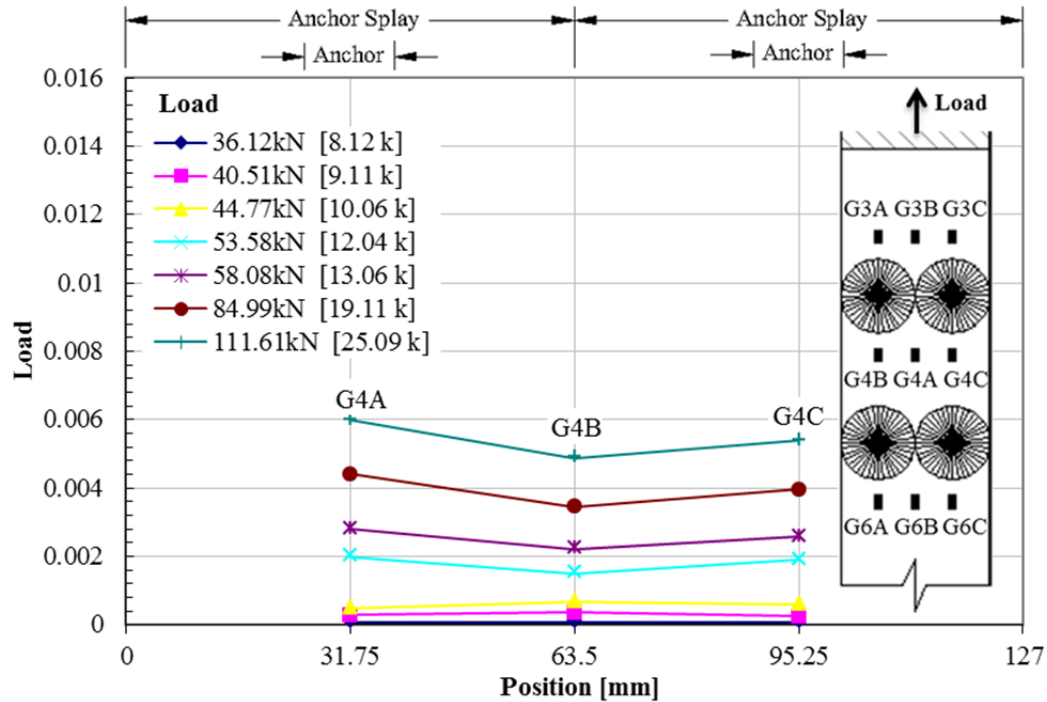 Anchor Splay Anchor Splay
Anchor Anchor
0.016
0.014
0.012
0.01
0.008
0.006
0.004
0.002
0
Load
Load
36.12kN [8.12 k]
40.51kN [9.11 k]
44.77kN [10.06 k]
53.58kN [12.04 k]
58.08kN [13.06 k]
84.99kN [19.11 k]
111.61kN [25.09 k]
G4A
G4B
G4C
Load
G3A G3B G3C
G4B G4A G4C
G6A G6B G6C
0 31.75 63.5 95.25 127
Position [mm]